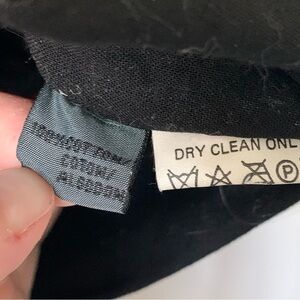 100%COTTON/
COTON/
ALGODON
DRY CLEAN ONL
P